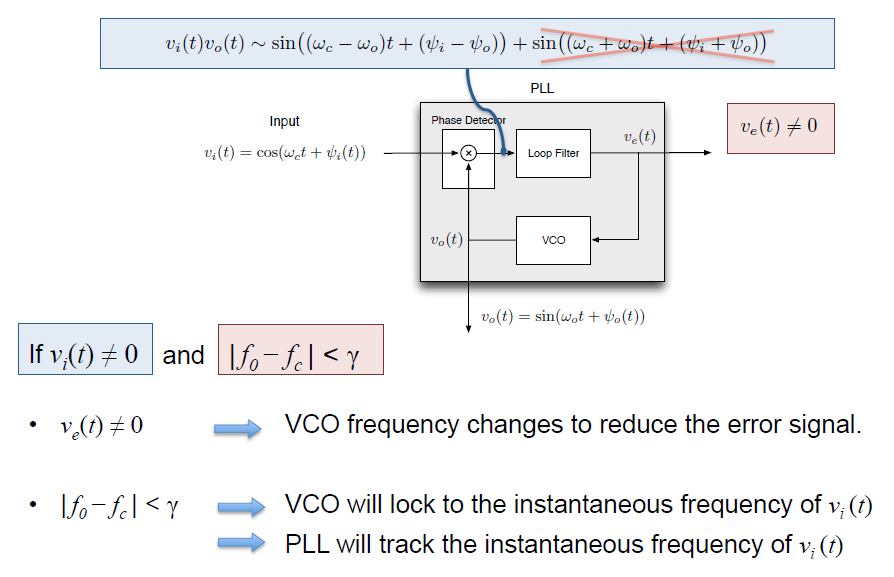 v_i(t)v_o(t) ∼ sin((ω_c − ω_o)t + (ψ_i − ψ_o)) + sin((ω_c + ω_o)t + (ψ_i + ψ_o))
PLL
Input
Phase Detector
v_i(t) = cos(ω_ct + ψ_i(t))
Loop Filter
v_e(t)
v_e(t) ≠ 0
v_o(t)
VCO
v_o(t) = sin(ω_ot + ψ_o(t))
If v_i(t) ≠ 0 and |f_0 − f_c| < γ
• v_e(t) ≠ 0 VCO frequency changes to reduce the error signal.
• |f_0 − f_c| < γ VCO will lock to the instantaneous frequency of v_i (t)
PLL will track the instantaneous frequency of v_i (t)